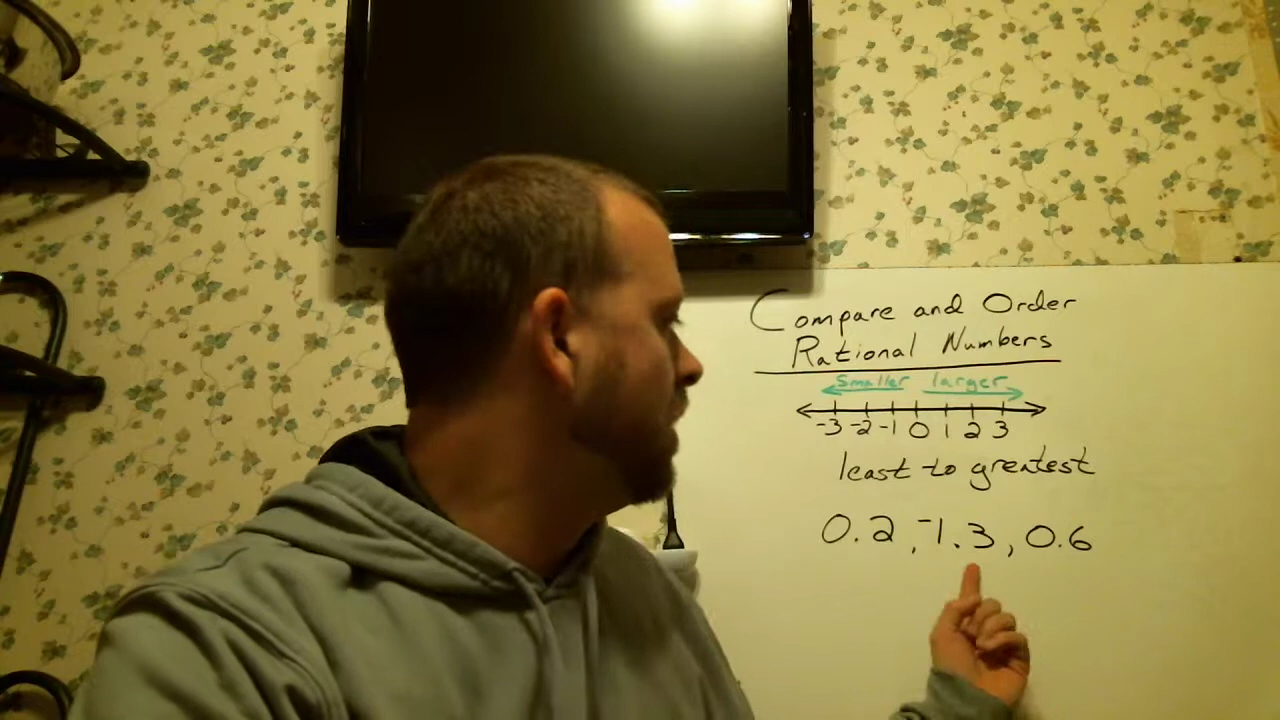 Compare and Order
Rational Numbers
Smaller larger
-3 -2 -1 0 1 2 3
least to greatest
0.2, -1.3, 0.6